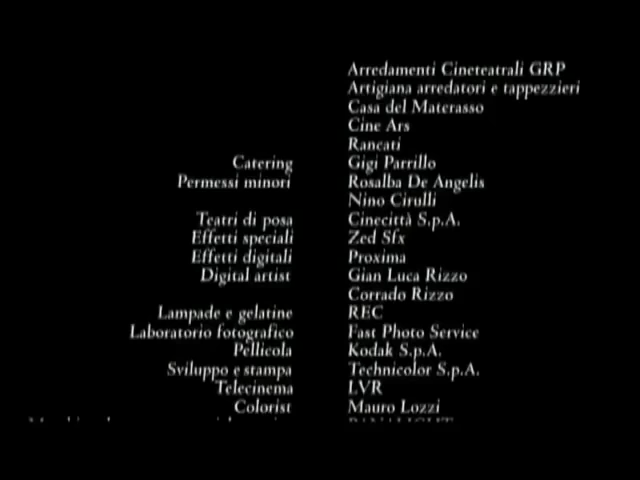 Arredamenti Cineteatrali GRP
Artigiana arredatori e tappezzieri
Casa del Materasso
Cine Ars
Rancati
Catering Gigi Parrillo
Permessi minori Rosalba De Angelis
Nino Cirulli
Teatri di posa Cinecittà S.p.A.
Effetti speciali Zed Sfx
Effetti digitali Proxima
Digital artist Gian Luca Rizzo
Corrado Rizzo
Lampade e gelatine REC
Laboratorio fotografico Fast Photo Service
Pellicola Kodak S.p.A.
Sviluppo e stampa Technicolor S.p.A.
Telecinema LVR
Colorist Mauro Lozzi
PANALIGHT